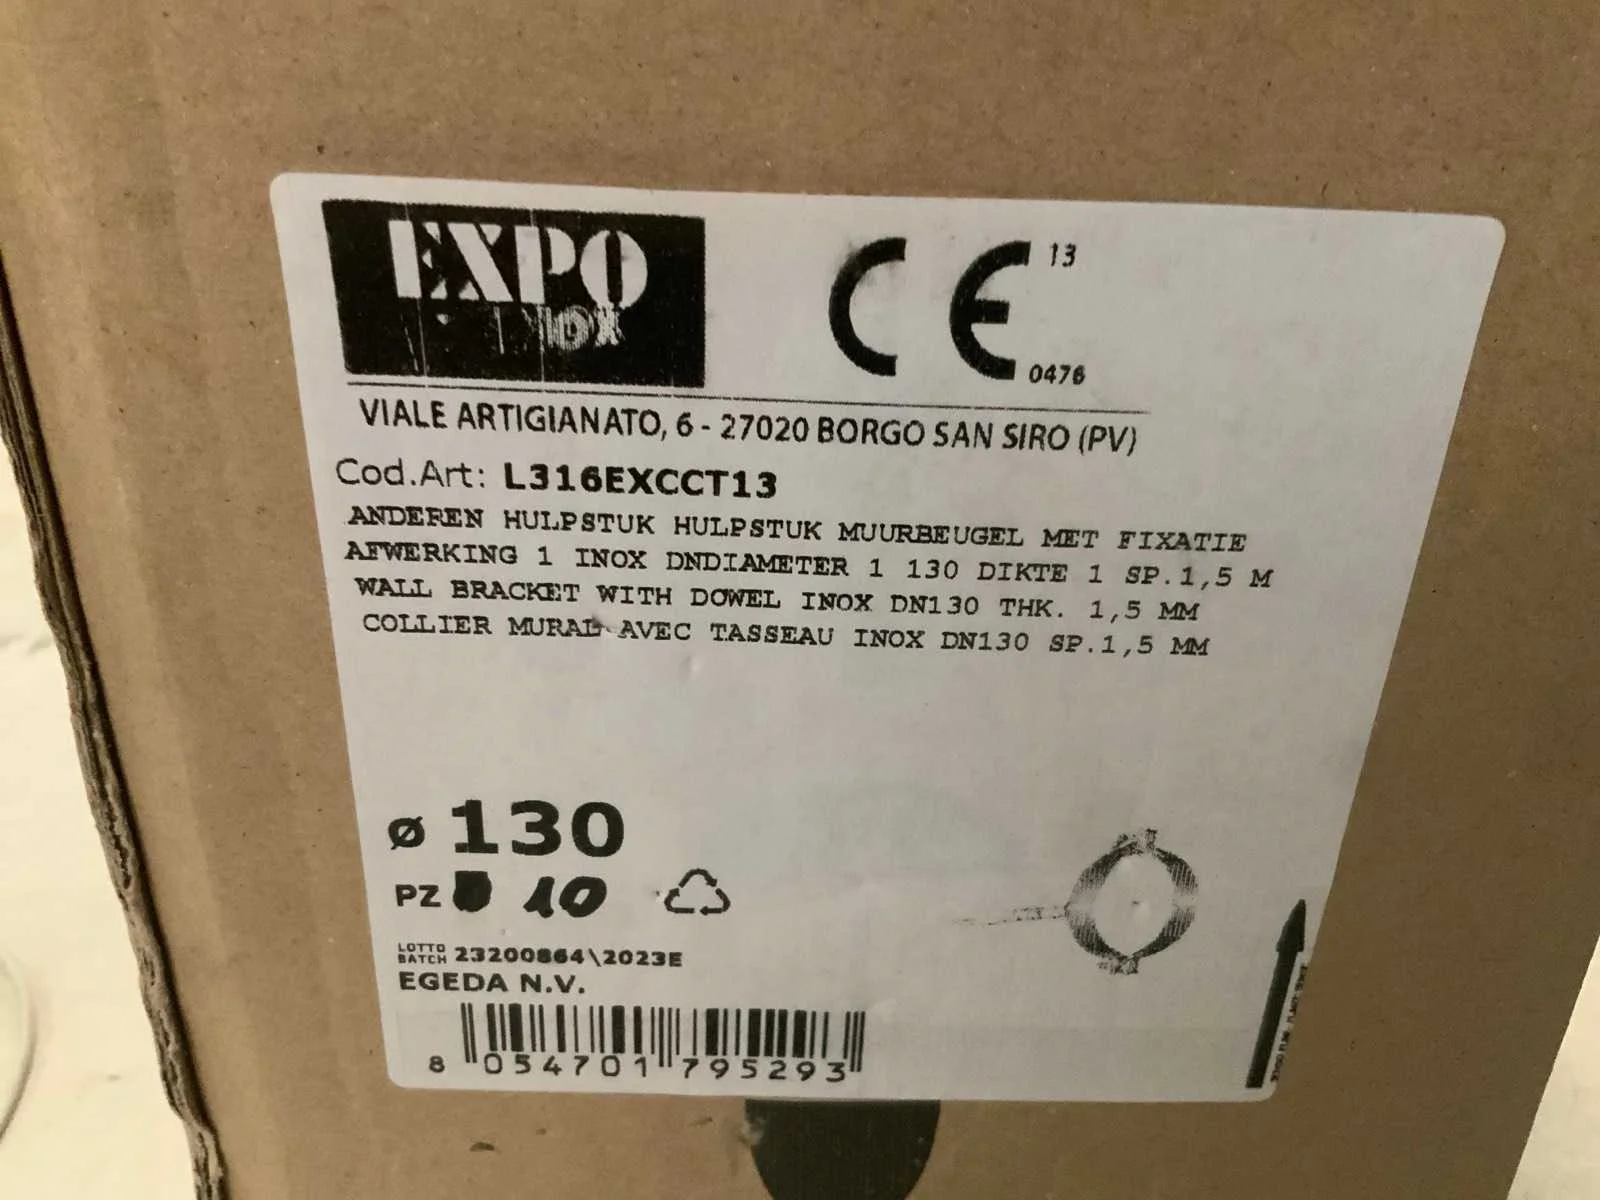 EXPO
INOX
CE 13
0476
VIALE ARTIGIANATO, 6 - 27020 BORGO SAN SIRO (PV)
Cod.Art: L316EXCCT13
ANDEREN HULPSTUK HULPSTUK MUURBEUGEL MET FIXATIE
AFWERKING 1 INOX DNDIAMETER 1 130 DIKTE 1 SP.1,5 M
WALL BRACKET WITH DOWEL INOX DN130 THK. 1,5 MM
COLLIER MURAL AVEC TASSEAU INOX DN130 SP.1,5 MM
ø 130
PZ 10
LOTTO
BATCH 23200864\2023E
EGEDA N.V.
8 054701 795293